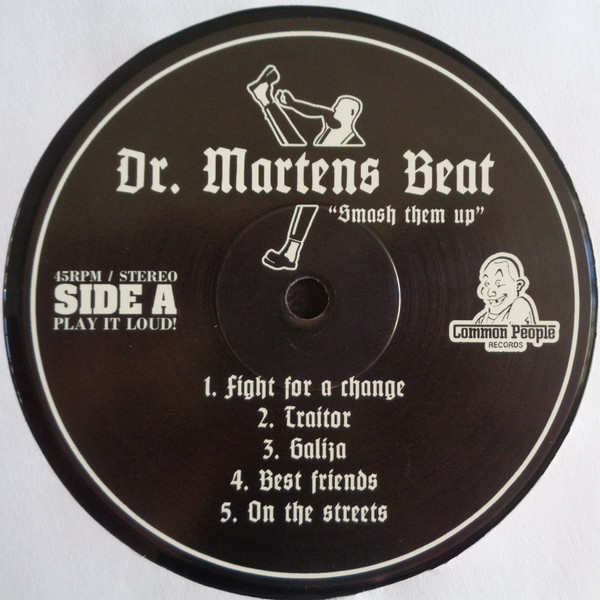 Dr. Martens Beat
"Smash them up"
45RPM / STEREO
SIDE A
PLAY IT LOUD!
Common People
RECORDS
1. Fight for a change
2. Traitor
3. Galiza
4. Best friends
5. On the streets